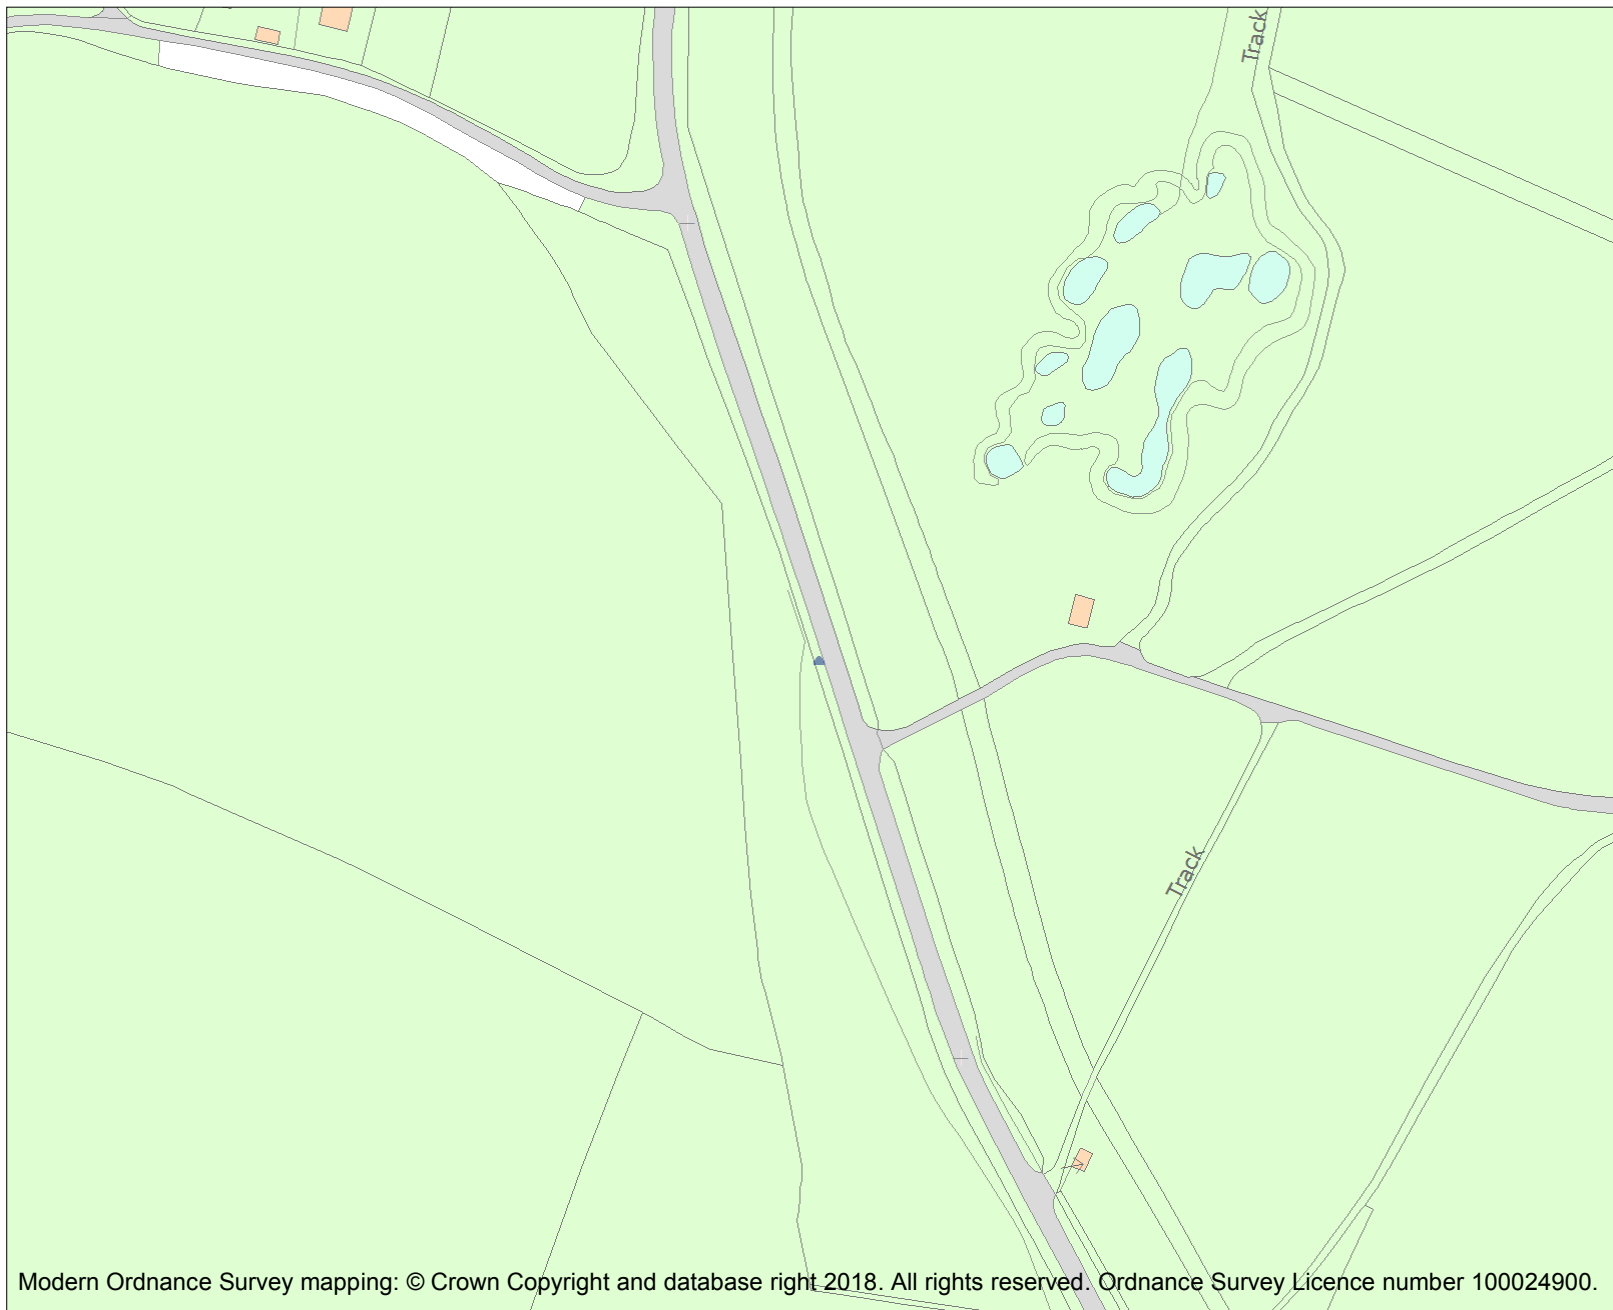 Track
Track
Modern Ordnance Survey mapping: © Crown Copyright and database right 2018. All rights reserved. Ordnance Survey Licence number 100024900.